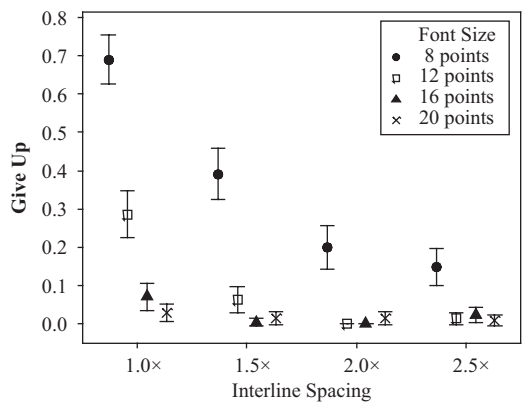 Give Up
0.8
0.7
0.6
0.5
0.4
0.3
0.2
0.1
0.0
Font Size
8 points
12 points
16 points
20 points
1.0× 1.5× 2.0× 2.5×
Interline Spacing